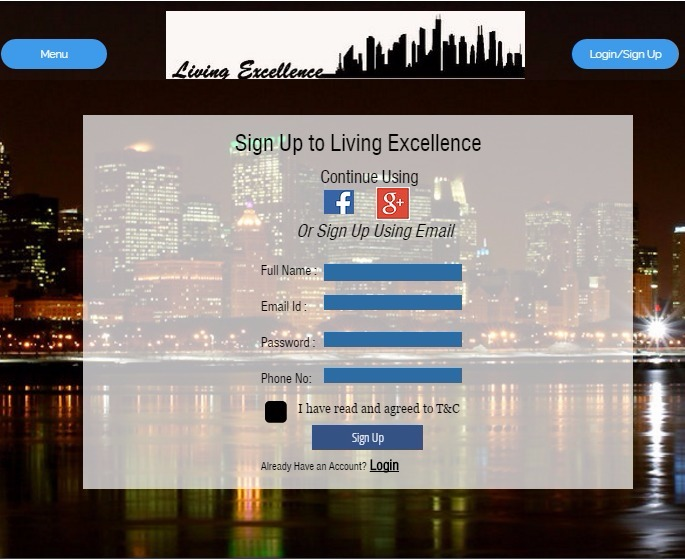 Menu
Living Excellence
Login/Sign Up
Sign Up to Living Excellence
Continue Using
f g+
Or Sign Up Using Email
Full Name :
Email Id :
Password :
Phone No:
I have read and agreed to T&C
Sign Up
Already Have an Account? Login